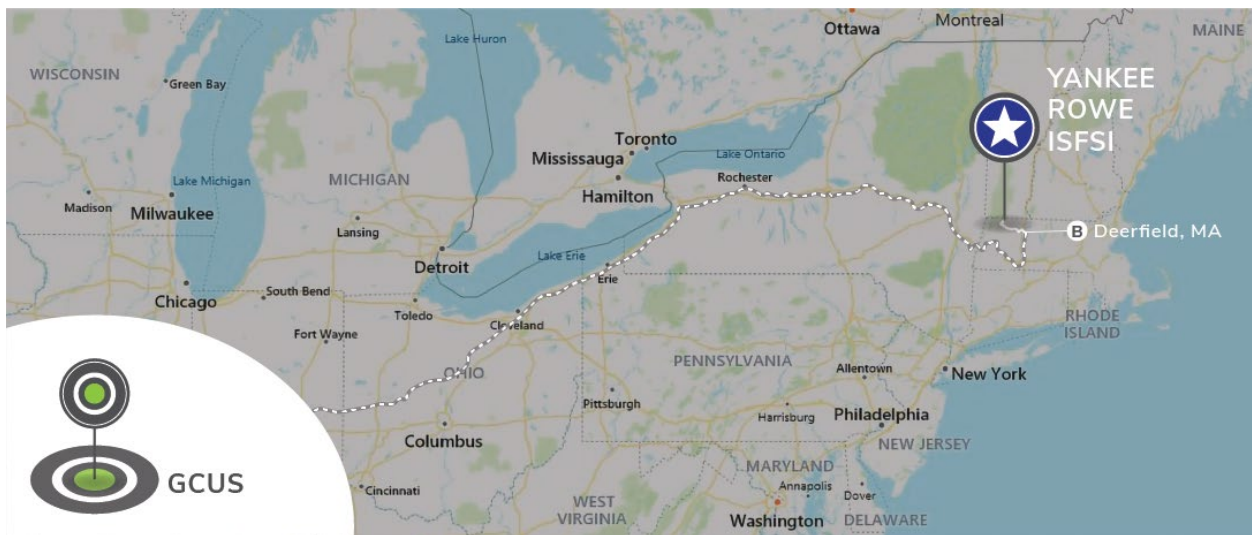 Ottawa
Montreal
MAINE
Lake Huron
WISCONSIN
Green Bay
YANKEE
ROWE
ISFSI
Toronto
Mississauga
Lake Ontario
Rochester
Hamilton
MICHIGAN
Lake Michigan
Madison
Milwaukee
Lansing
B Deerfield, MA
Detroit
Lake Erie
Erie
Chicago
South Bend
Toledo
Cleveland
RHODE
ISLAND
Fort Wayne
OHIO
PENNSYLVANIA
Allentown
New York
Pittsburgh
Harrisburg
Philadelphia
Columbus
NEW JERSEY
GCUS
Cincinnati
MARYLAND
Annapolis
Dover
WEST
VIRGINIA
Washington
DELAWARE